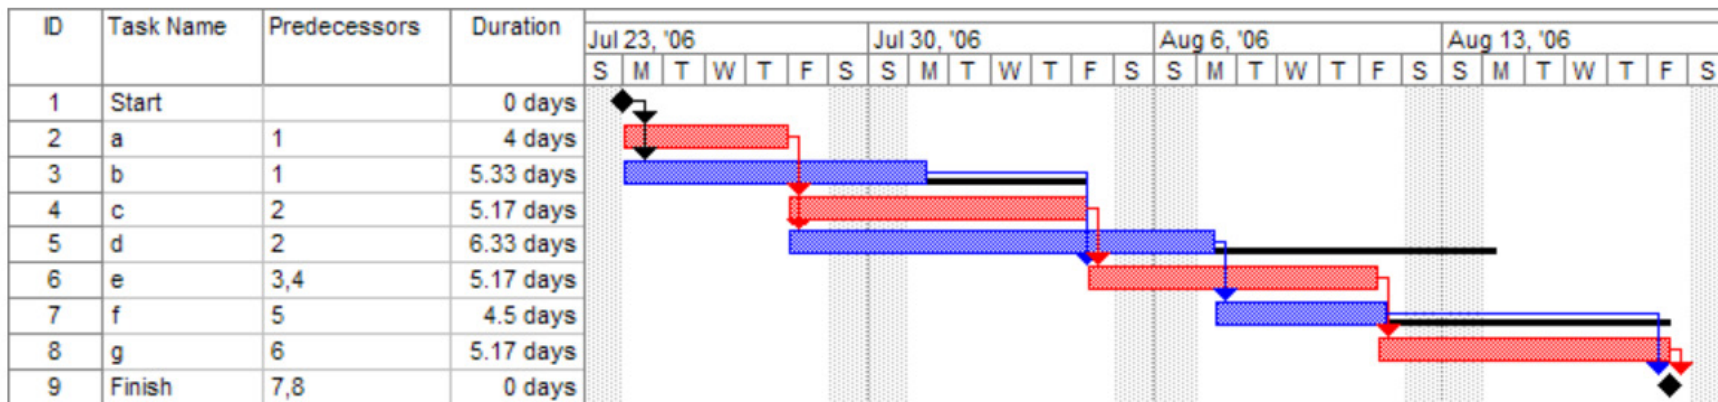 ID Task Name Predecessors Duration
Jul 23, '06 Jul 30, '06 Aug 6, '06 Aug 13, '06
S M T W T F S S M T W T F S S M T W T F S S M T W T F S
1 Start 0 days
2 a 1 4 days
3 b 1 5.33 days
4 c 2 5.17 days
5 d 2 6.33 days
6 e 3,4 5.17 days
7 f 5 4.5 days
8 g 6 5.17 days
9 Finish 7,8 0 days